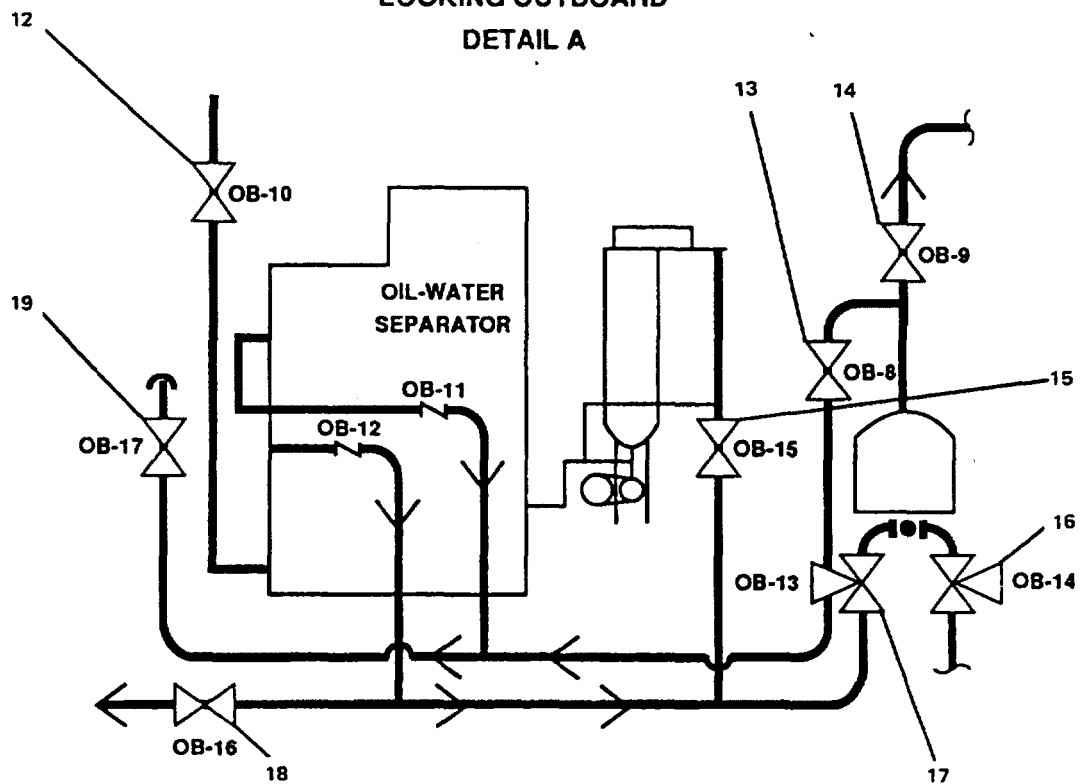 LOOKING OUTBOARD
DETAIL A
12
13
14
OB-10
OB-9
19
OIL-WATER
SEPARATOR
OB-8
15
OB-11
OB-12
OB-17
OB-15
16
OB-13
OB-14
OB-16
18
17